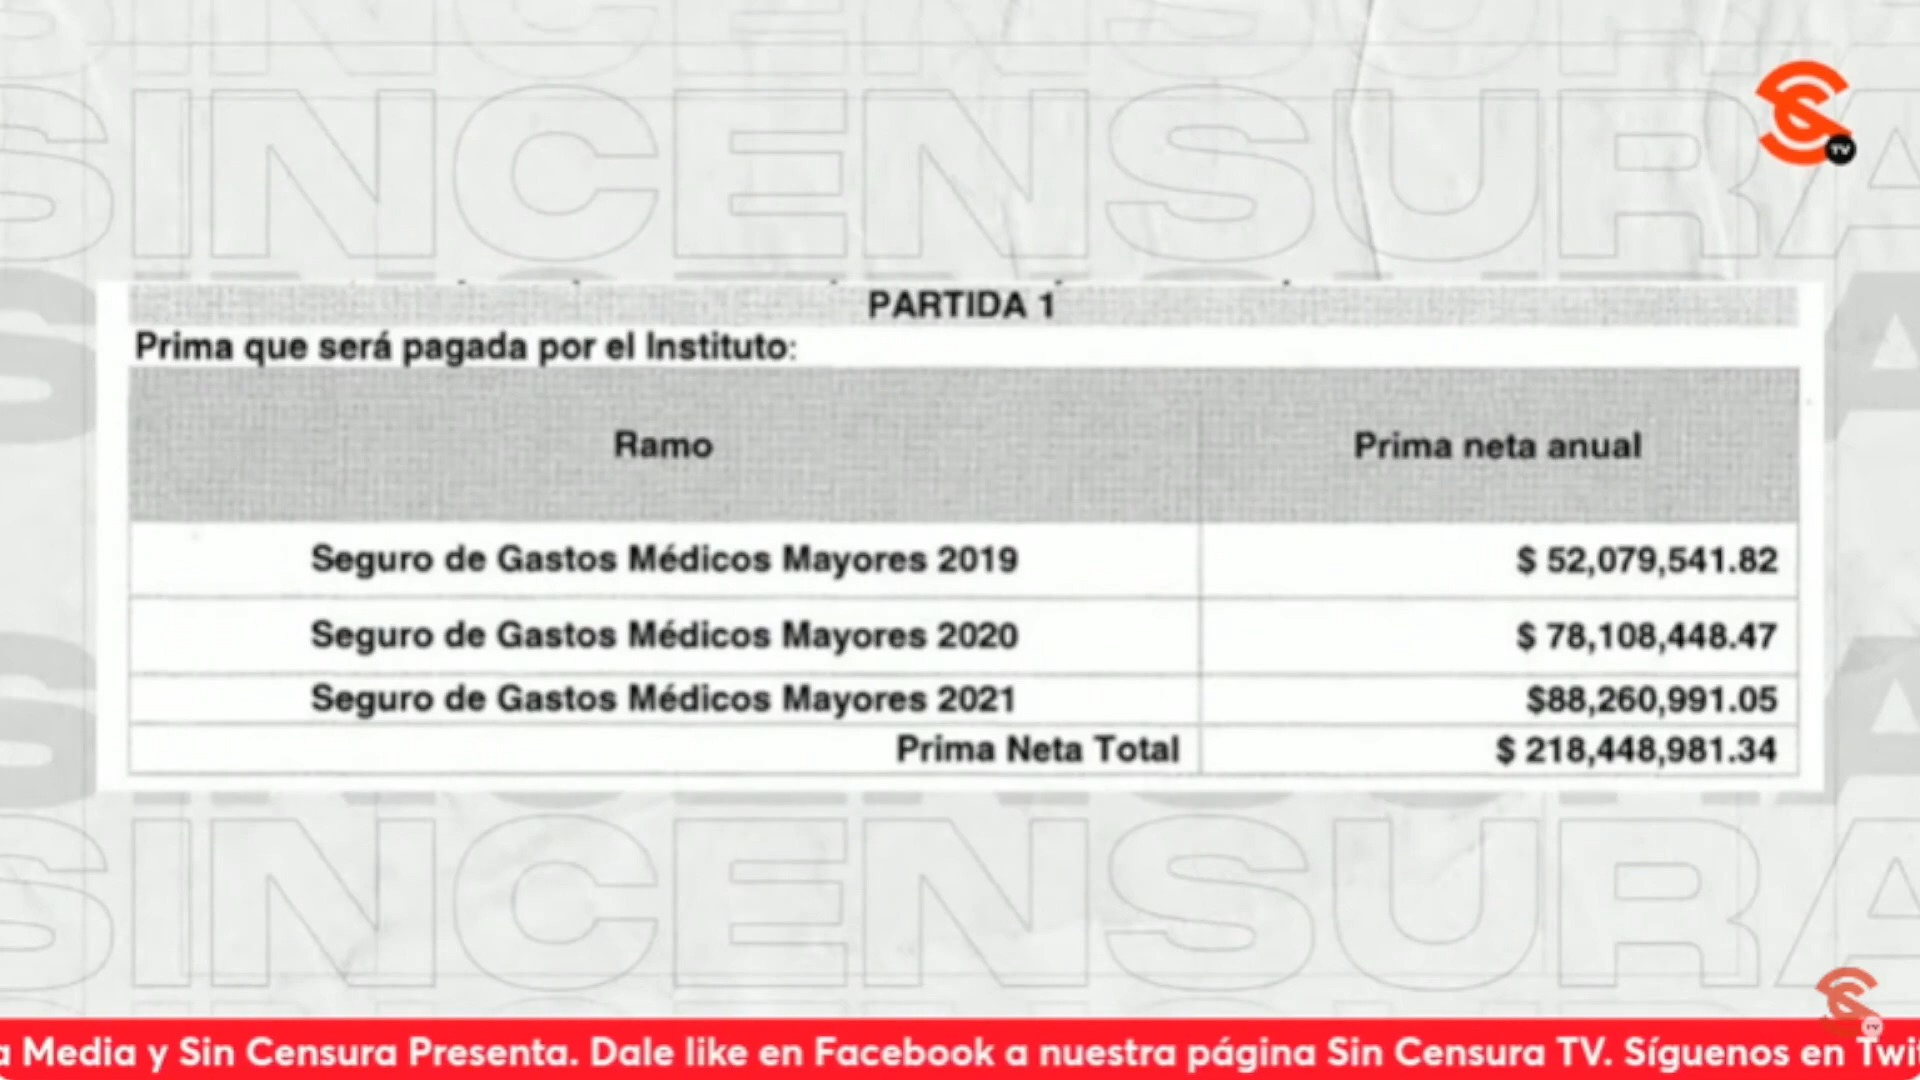 SINCENSURA
TV
PARTIDA 1
Prima que será pagada por el Instituto:
Ramo Prima neta anual
Seguro de Gastos Médicos Mayores 2019 $ 52,079,541.82
Seguro de Gastos Médicos Mayores 2020 $ 78,108,448.47
Seguro de Gastos Médicos Mayores 2021 $88,260,991.05
Prima Neta Total $ 218,448,981.34
SINCENSURA
TV
a Media y Sin Censura Presenta. Dale like en Facebook a nuestra página Sin Censura TV. Síguenos en Twi